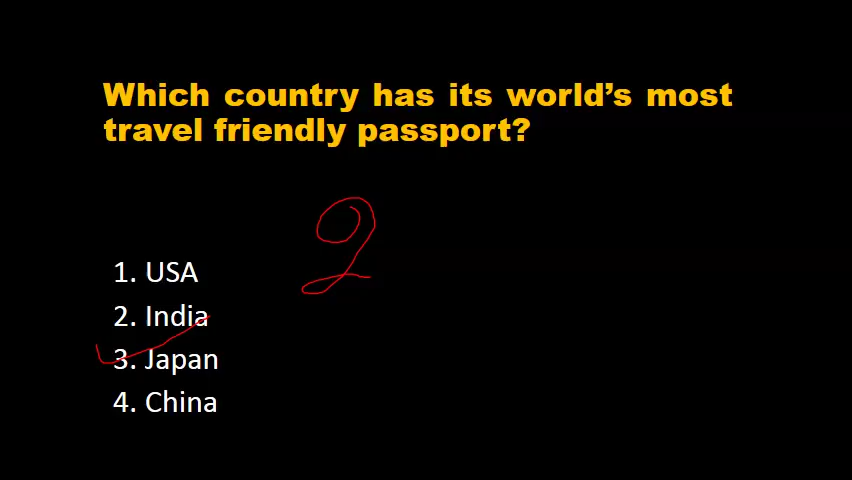 Which country has its world's most
travel friendly passport?
2
1. USA
2. India
3. Japan
4. China